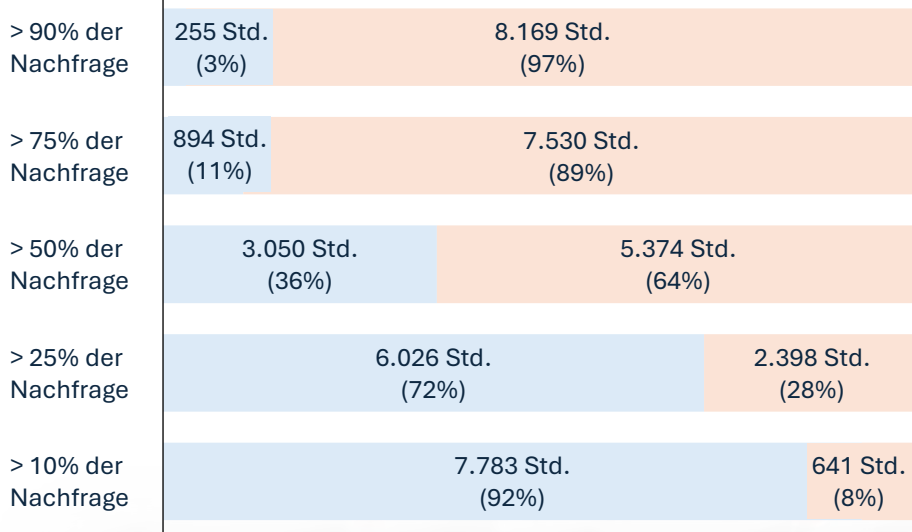 > 90% der
Nachfrage
255 Std.
(3%)
8.169 Std.
(97%)
> 75% der
Nachfrage
894 Std.
(11%)
7.530 Std.
(89%)
> 50% der
Nachfrage
3.050 Std.
(36%)
5.374 Std.
(64%)
> 25% der
Nachfrage
6.026 Std.
(72%)
2.398 Std.
(28%)
> 10% der
Nachfrage
7.783 Std.
(92%)
641 Std.
(8%)